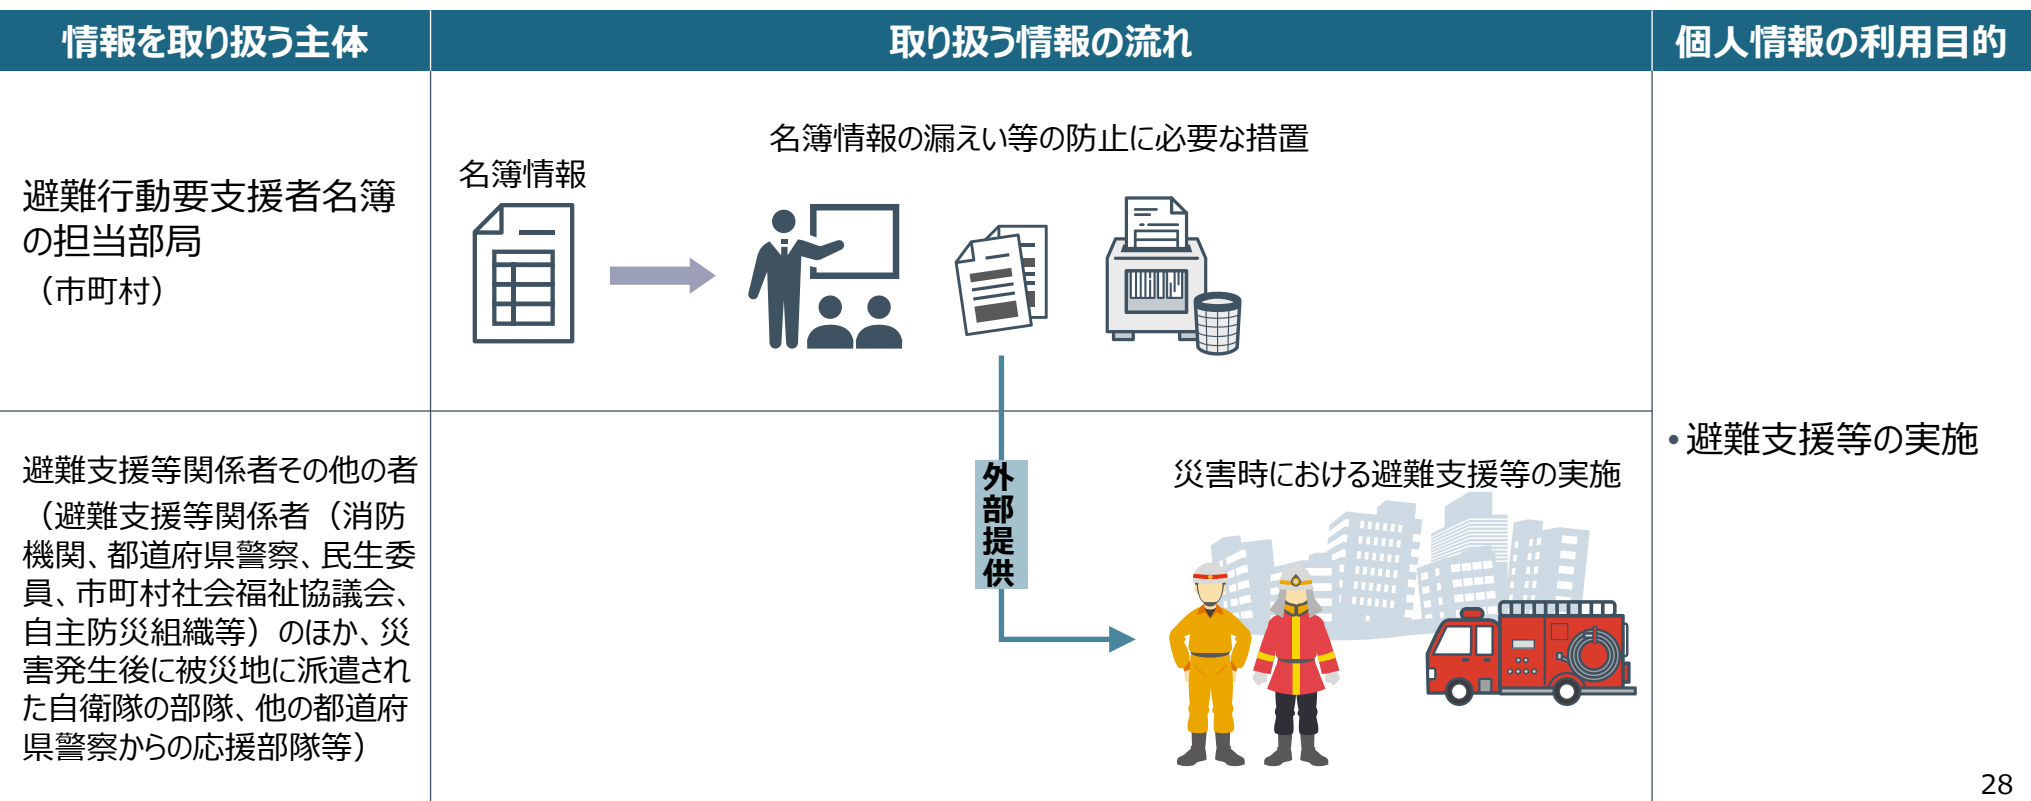 情報を取り扱う主体
取り扱う情報の流れ
個人情報の利用目的
避難行動要支援者名簿
の担当部局
（市町村）
名簿情報
名簿情報の漏えい等の防止に必要な措置
避難支援等関係者その他の者
（避難支援等関係者（消防
機関、都道府県警察、民生委
員、市町村社会福祉協議会、
自主防災組織等）のほか、災
害発生後に被災地に派遣され
た自衛隊の部隊、他の都道府
県警察からの応援部隊等）
外部提供
災害時における避難支援等の実施
•避難支援等の実施
28